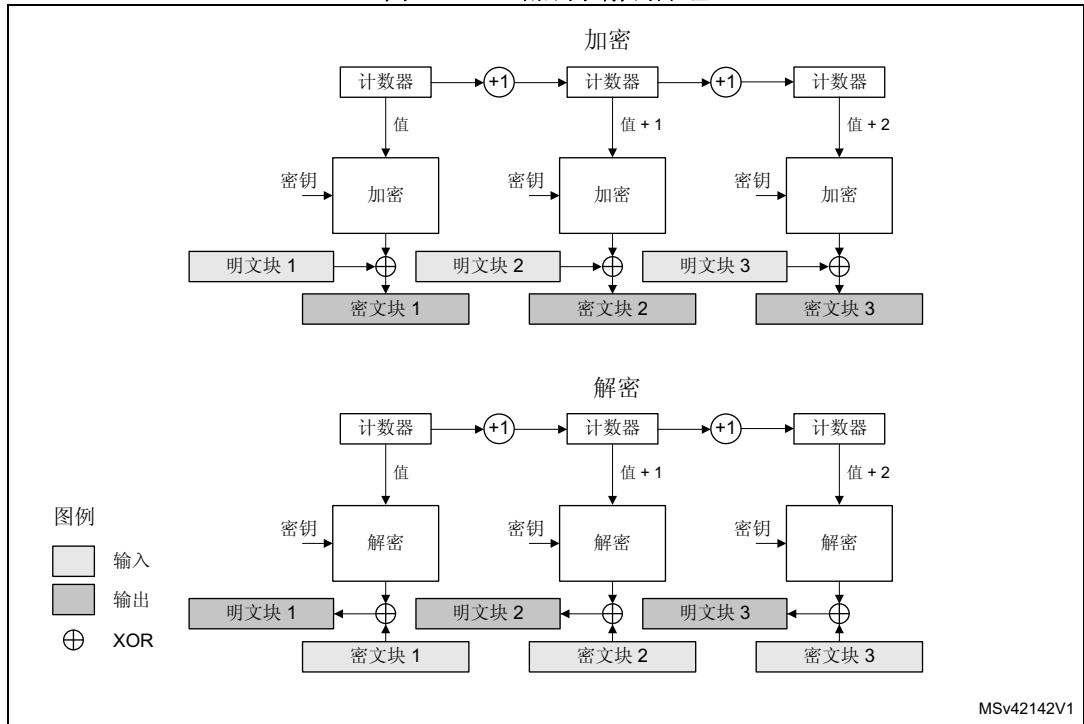 加密
计数器 +1 计数器 +1 计数器
值 值 + 1 值 + 2
密钥 加密 密钥 加密 密钥 加密
明文块 1 明文块 2 明文块 3
密文块 1 密文块 2 密文块 3
解密
计数器 +1 计数器 +1 计数器
值 值 + 1 值 + 2
密钥 解密 密钥 解密 密钥 解密
明文块 1 明文块 2 明文块 3
密文块 1 密文块 2 密文块 3
图例
输入
输出
XOR
MSv42142V1